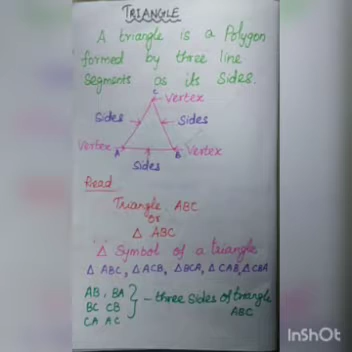 TRIANGLE
A triangle is a Polygon
formed by three line
Segments as its Sides.
C
Vertex
Sides
Sides
Vertex
A
B
Vertex
Sides
Read
Triangle ABC
or
△ ABC
"△" Symbol of a triangle
△ ABC, △ ACB, △ BCA, △ CAB, △ CBA
AB, BA
BC CB
CA AC
} - three Sides of triangle
ABC
InShot